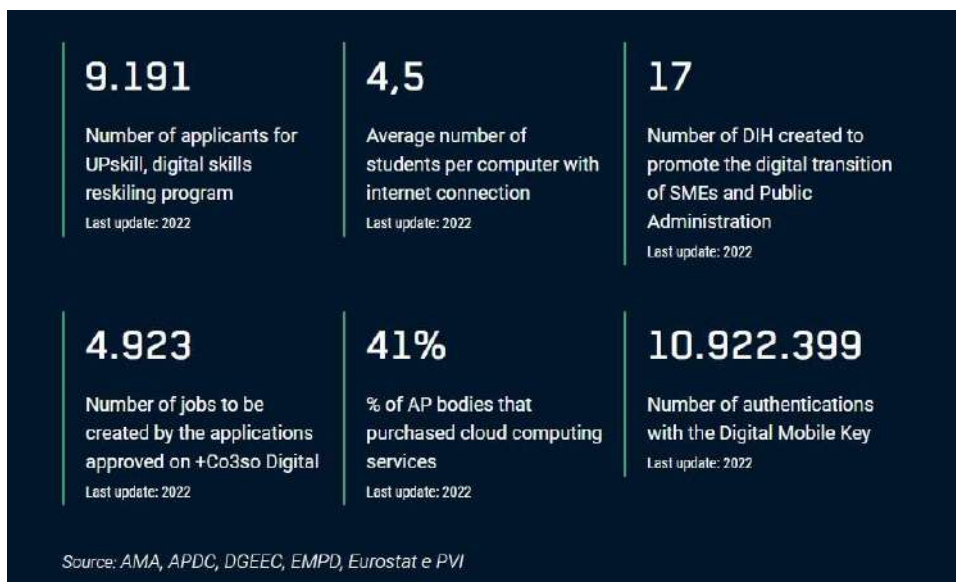 9.191
Number of applicants for
UPskill, digital skills
reskiling program
Last update: 2022
4,5
Average number of
students per computer with
internet connection
Last update: 2022
17
Number of DIH created to
promote the digital transition
of SMEs and Public
Administration
Last update: 2022
4.923
Number of jobs to be
created by the applications
approved on +Co3so Digital
Last update: 2022
41%
% of AP bodies that
purchased cloud computing
services
Last update: 2022
10.922.399
Number of authentications
with the Digital Mobile Key
Last update: 2022
Source: AMA, APDC, DGEEC, EMPD, Eurostat e PVI